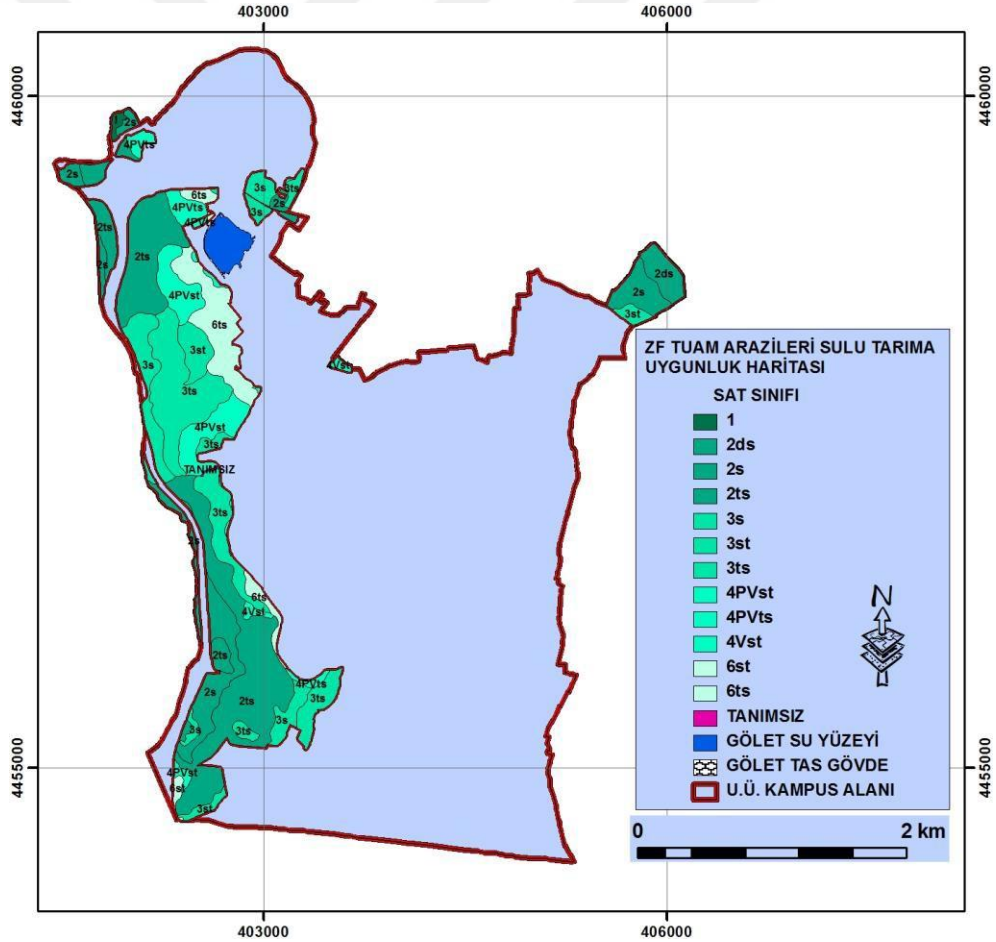 403000
406000
4460000
4460000
2s
4PVts
2s
3s
3ts
6ts
4PVts
3s
2s
4PVts
2ts
2ts
2s
2ds
2s
3st
4PVst
6ts
3st
3s
Vst
3ts
4PVst
3ts
TANIMSIZ
3ts
2s
6ts
4Vst
2ts
4PVts
2s
2ts
3ts
3s
3s
3ts
4PVst
6st
3st
4455000
4455000
ZF TUAM ARAZİLERİ SULU TARIMA
UYGUNLUK HARİTASI
SAT SINIFI
1
2ds
2s
2ts
3s
3st
3ts
4PVst
4PVts
4Vst
6st
6ts
TANIMSIZ
GÖLET SU YÜZEYİ
GÖLET TAS GÖVDE
U.Ü. KAMPUS ALANI
N
0
2 km
403000
406000